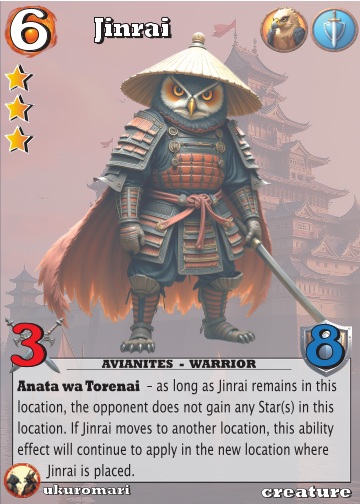 6 Jinrai
3 8
AVIANITES - WARRIOR
Anata wa Torenai - as long as Jinrai remains in this
location, the opponent does not gain any Star(s) in this
location. If Jinrai moves to another location, this ability
effect will continue to apply in the new location where
Jinrai is placed.
ukuromari creature